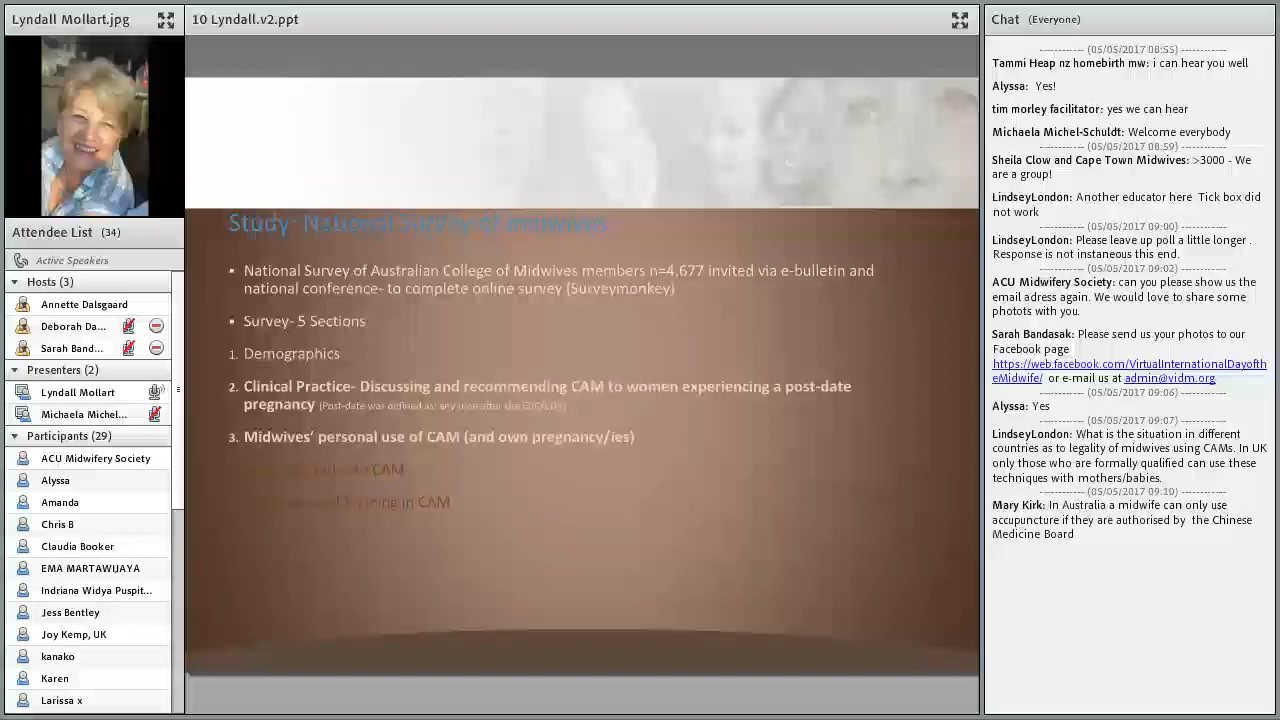 Lyndall Mollart.jpg
Attendee List (34)
Active Speakers
Hosts (3)
Annette Dalsgaard
Deborah Da...
Sarah Band...
Presenters (2)
Lyndall Mollart
Michaela Michel...
Participants (29)
ACU Midwifery Society
Alyssa
Amanda
Chris B
Claudia Booker
EMA MARTAWIJAYA
Indriana Widya Puspit...
Jess Bentley
Joy Kemp, UK
kanako
Karen
Larissa x
10 Lyndall.v2.ppt
Study: National Survey of midwives
▪ National Survey of Australian College of Midwives members n=4,677 invited via e-bulletin and
national conference- to complete online survey (Surveymonkey)
▪ Survey- 5 Sections
1. Demographics
2. Clinical Practice- Discussing and recommending CAM to women experiencing a post-date
pregnancy (Post-date was defined as: any time after the EDC/EDB)
3. Midwives' personal use of CAM (and own pregnancy/ies)
CAM
in CAM
Chat (Everyone)
------------ (05/05/2017 08:55) ------------
Tammi Heap nz homebirth mw: i can hear you well
Alyssa: Yes!
tim morley facilitator: yes we can hear
Michaela Michel-Schuldt: Welcome everybody
------------ (05/05/2017 08:59) ------------
Sheila Clow and Cape Town Midwives: >3000 - We
are a group!
LindseyLondon: Another educator here Tick box did
not work
------------ (05/05/2017 09:00) ------------
LindseyLondon: Please leave up poll a little longer .
Response is not instaneous this end.
------------ (05/05/2017 09:02) ------------
ACU Midwifery Society: can you please show us the
email adress again. We would love to share some
photots with you.
Sarah Bandasak: Please send us your photos to our
Facebook page
https://web.facebook.com/VirtualInternationalDayofth
eMidwife/ or e-mail us at admin@vidm.org
------------ (05/05/2017 09:06) ------------
Alyssa: Yes
------------ (05/05/2017 09:07) ------------
LindseyLondon: What is the situation in different
countries as to legality of midwives using CAMs. In UK
only those who are formally qualified can use these
techniques with mothers/babies.
------------ (05/05/2017 09:10) ------------
Mary Kirk: In Australia a midwife can only use
accupuncture if they are authorised by the Chinese
Medicine Board